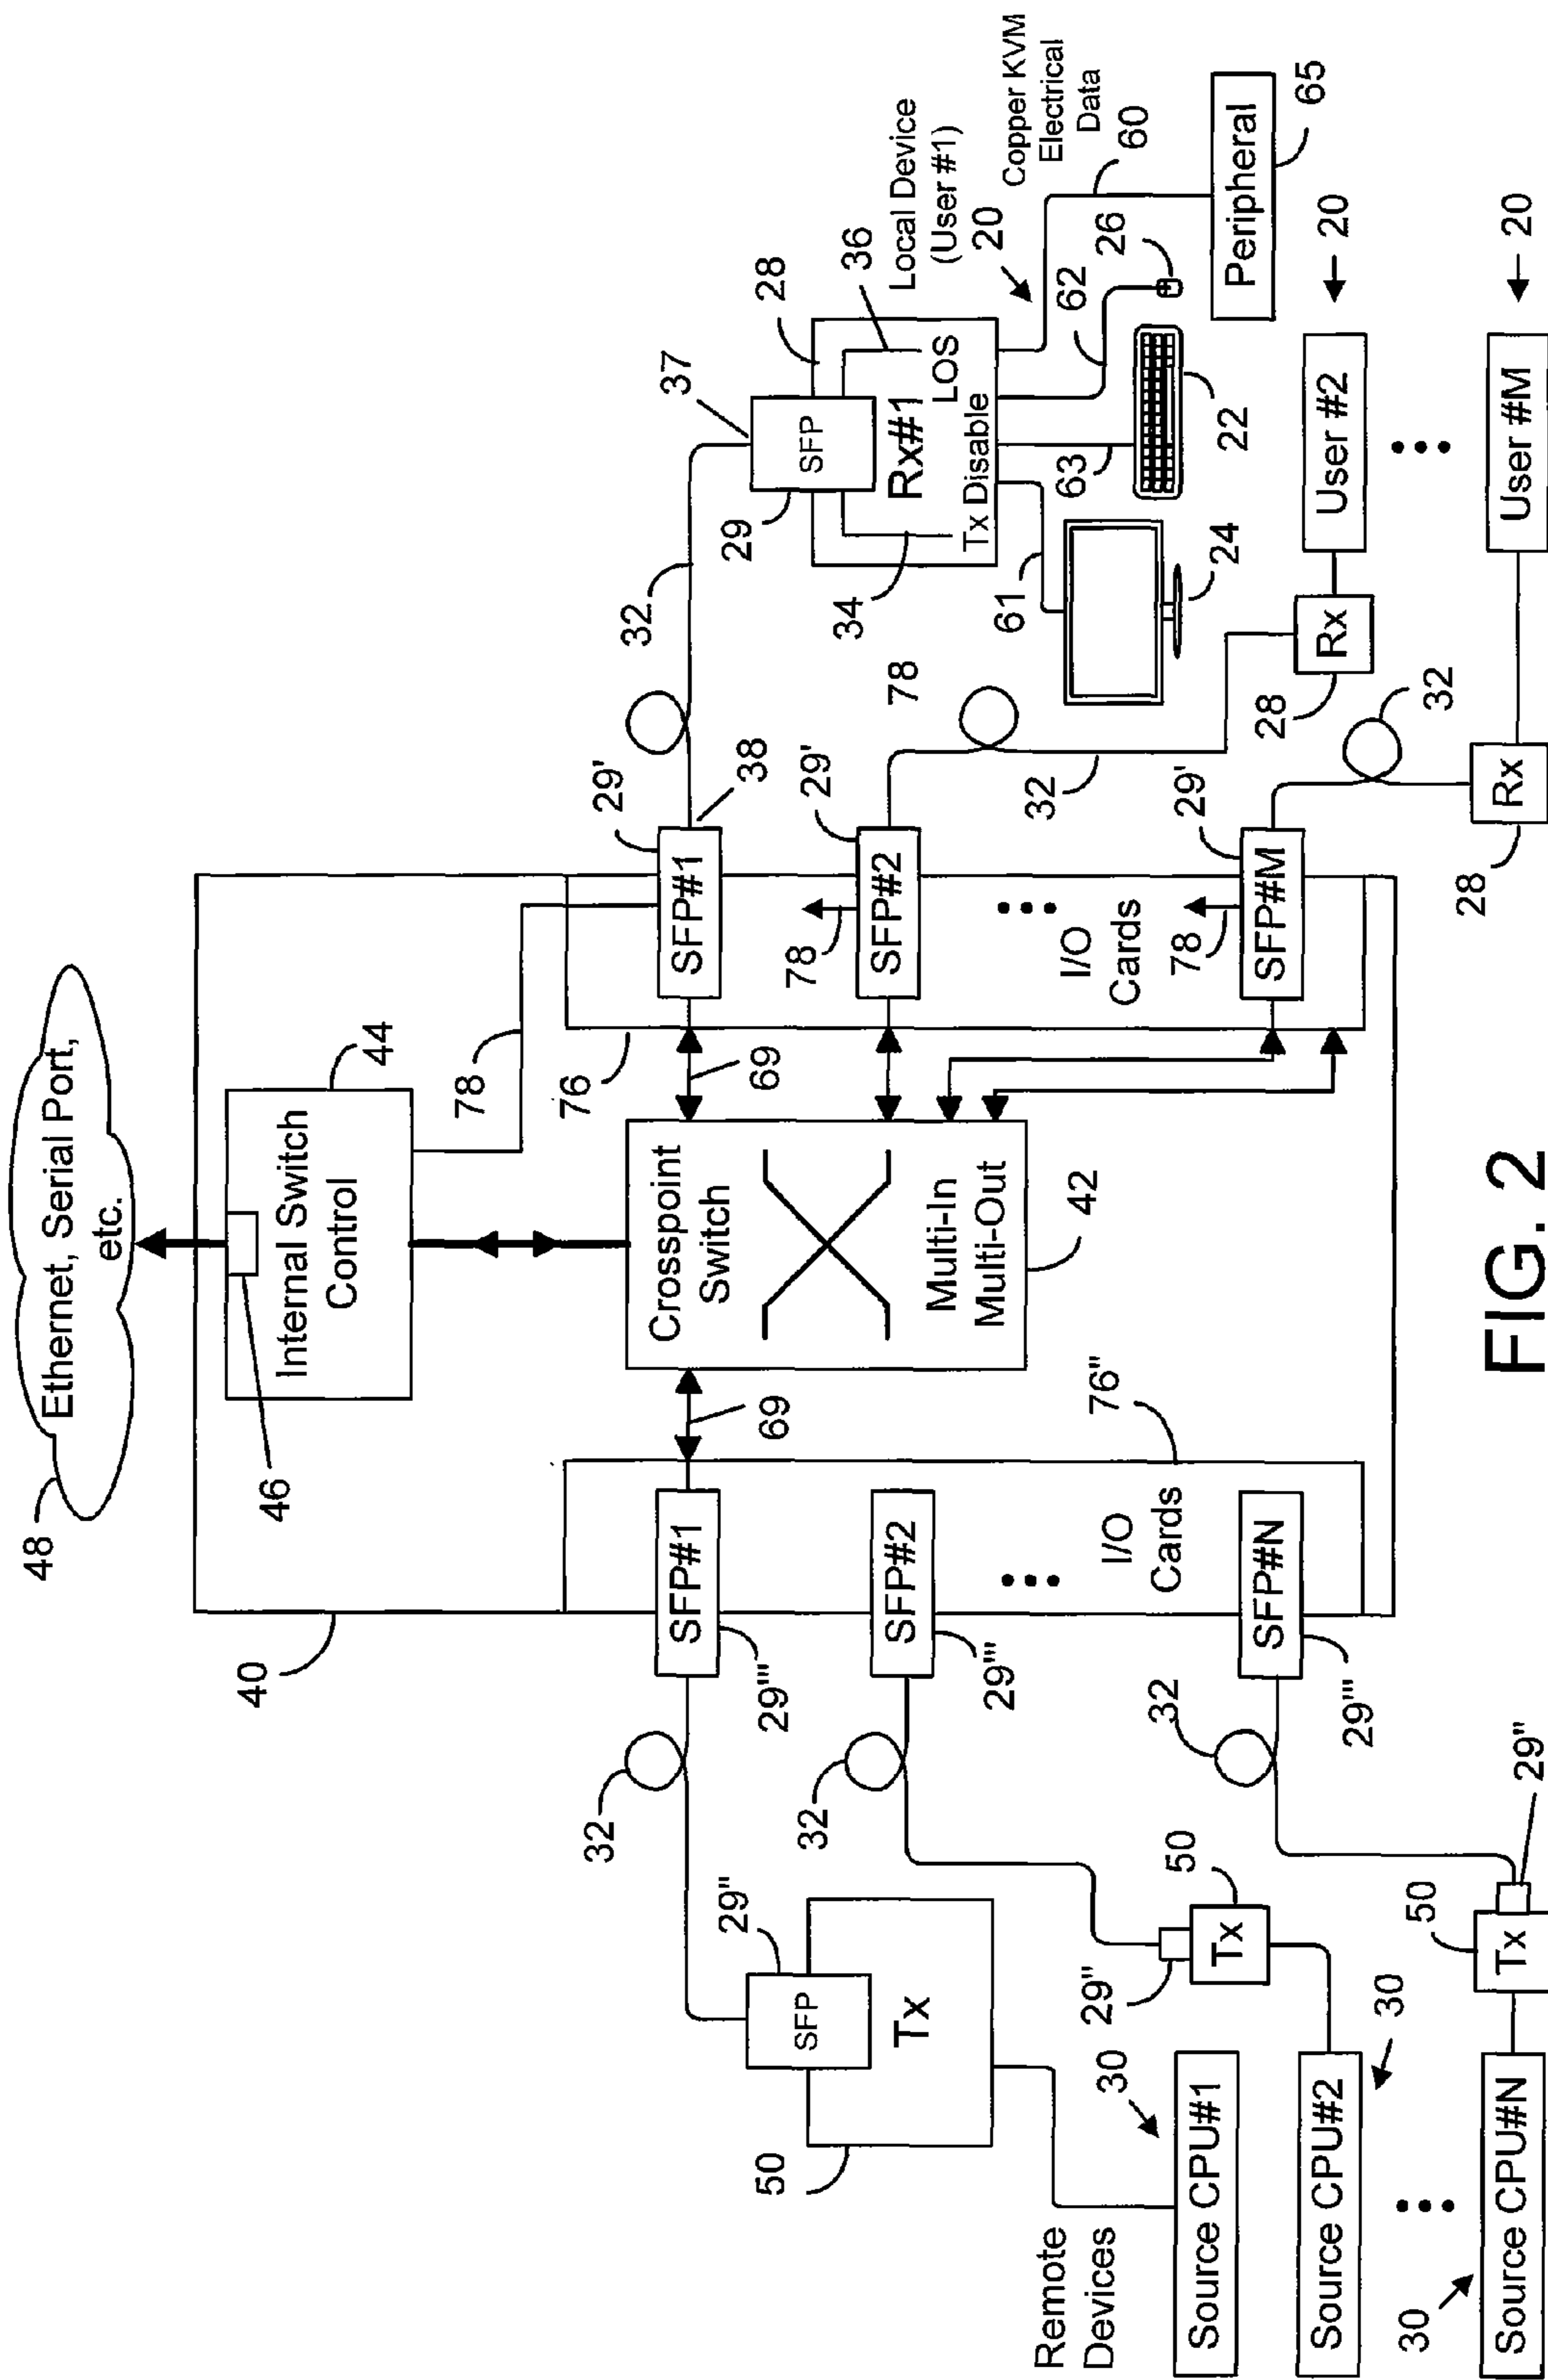 Ethernet, Serial Port,
etc.
48
46
44
Internal Switch
Control
40
78
76
Crosspoint
Switch
Multi-In
Multi-Out
42
69
69
76"
SFP#1
29'''
SFP#2
29'''
I/O
Cards
SFP#N
29'''
32
32
32
29"
SFP
Tx
50
29"
Tx
50
50
Tx
29"
Remote
Devices
30
Source CPU#1
Source CPU#2
30
30
Source CPU#N
SFP#1
29'
38
78
SFP#2
29'
78
I/O
Cards
78
SFP#M
29'
32
37
29
SFP
28
Rx#1
36
34
LOS
Tx Disable
Local Device
(User #1)
20
Copper KVM
Electrical
Data
60
61
63
62
26
24
22
Peripheral
65
32
Rx
28
User #2
20
32
Rx
28
User #M
20
FIG. 2